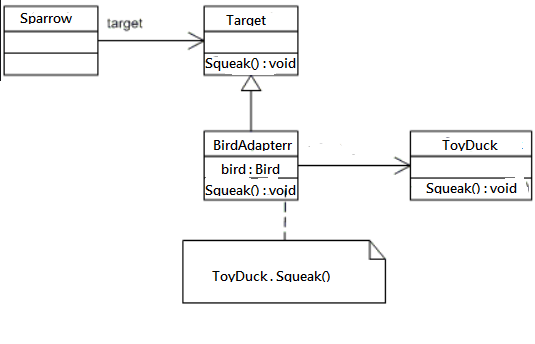 Sparrow
target
Target
Squeak() : void
BirdAdapterr
bird : Bird
Squeak() : void
ToyDuck
Squeak() : void
ToyDuck . Squeak()